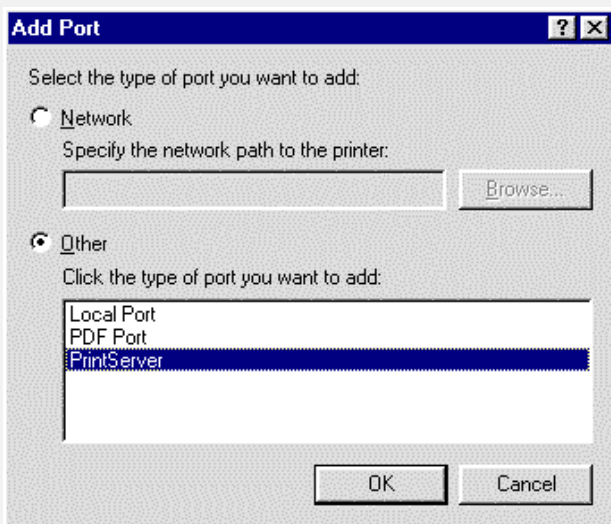 Add Port
Select the type of port you want to add:
Network
Specify the network path to the printer:
Browse...
Other
Click the type of port you want to add:
Local Port
PDF Port
PrintServer
OK Cancel